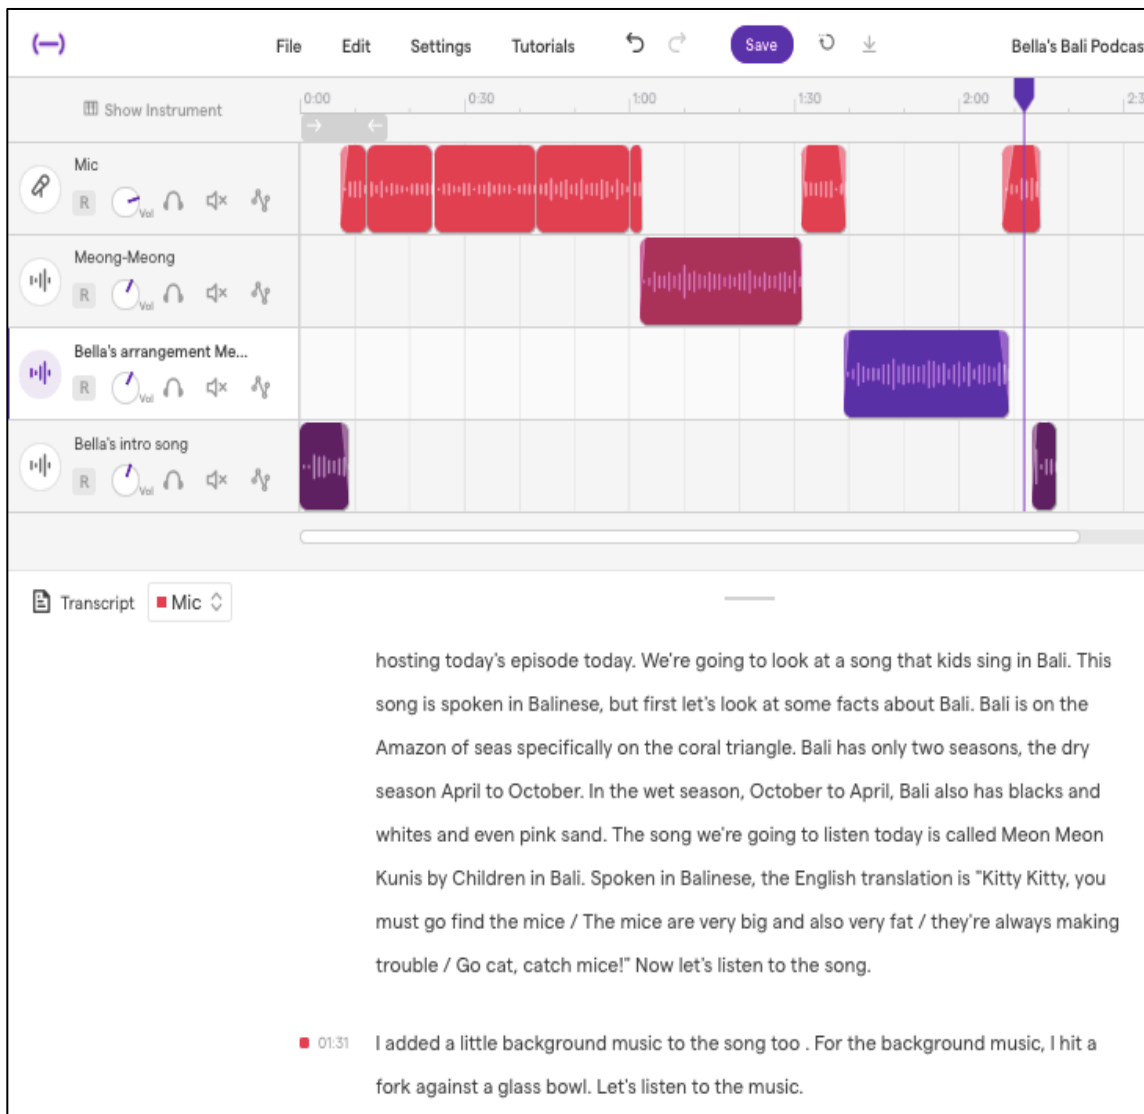 File Edit Settings Tutorials Save Bella's Bali Podcas
Show Instrument
0:00 0:30 1:00 1:30 2:00 2:3
Mic
R Vol
Meong-Meong
R Vol
Bella's arrangement Me...
R Vol
Bella's intro song
R Vol
Transcript Mic
hosting today's episode today. We're going to look at a song that kids sing in Bali. This
song is spoken in Balinese, but first let's look at some facts about Bali. Bali is on the
Amazon of seas specifically on the coral triangle. Bali has only two seasons, the dry
season April to October. In the wet season, October to April, Bali also has blacks and
whites and even pink sand. The song we're going to listen today is called Meon Meon
Kunis by Children in Bali. Spoken in Balinese, the English translation is "Kitty Kitty, you
must go find the mice / The mice are very big and also very fat / they're always making
trouble / Go cat, catch mice!" Now let's listen to the song.
01:31 I added a little background music to the song too . For the background music, I hit a
fork against a glass bowl. Let's listen to the music.